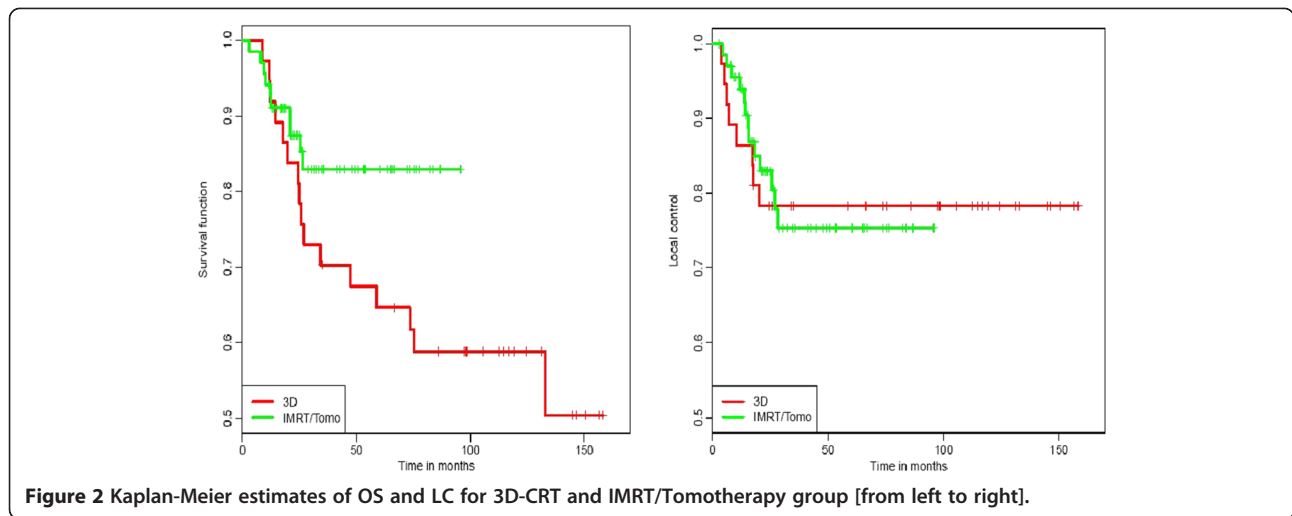 Survival function
1.0
0.9
0.8
0.7
0.6
0.5
3D
IMRT/Tomo
0
50
100
150
Time in months
Local control
1.0
0.9
0.8
0.7
0.6
0.5
3D
IMRT/Tomo
0
50
100
150
Time in months
Figure 2 Kaplan-Meier estimates of OS and LC for 3D-CRT and IMRT/Tomotherapy group [from left to right].